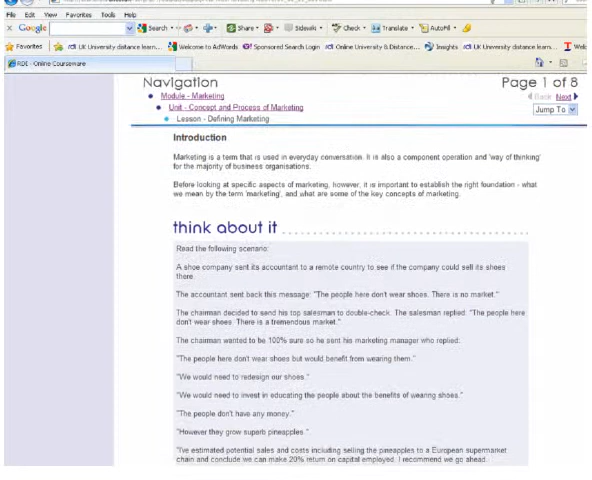 File Edit View Favorites Tools Help
x Google Search Share Sidewiki Check Translate AutoFill
Favorites rdi UK University distance learn... Welcome to AdWords Sponsored Search Login rdi Online University & Distance... Insights rdi UK University distance learn...
RDI - Online Courseware
Navigation Page 1 of 8
Module - Marketing Back Next
Unit - Concept and Process of Marketing Jump To
Lesson - Defining Marketing
Introduction
Marketing is a term that is used in everyday conversation. It is also a component operation and 'way of thinking'
for the majority of business organisations.
Before looking at specific aspects of marketing, however, it is important to establish the right foundation - what
we mean by the term 'marketing', and what are some of the key concepts of marketing.
think about it
Read the following scenario:
A shoe company sent its accountant to a remote country to see if the company could sell its shoes
there.
The accountant sent back this message: "The people here don't wear shoes. There is no market."
The chairman decided to send his top salesman to double-check. The salesman replied: "The people here
don't wear shoes. There is a tremendous market."
The chairman wanted to be 100% sure so he sent his marketing manager who replied:
"The people here don't wear shoes but would benefit from wearing them."
"We would need to redesign our shoes."
"We would need to invest in educating the people about the benefits of wearing shoes."
"The people don't have any money."
"However they grow superb pineapples."
"I've estimated potential sales and costs including selling the pineapples to a European supermarket
chain and conclude we can make 20% return on capital employed. I recommend we go ahead.